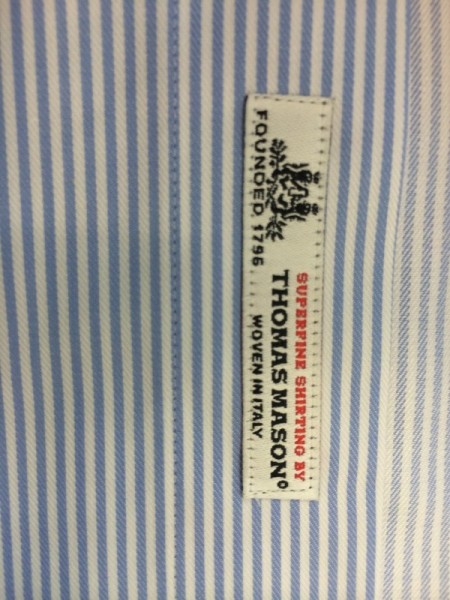 FOUNDED 1796
SUPERFINE SHIRTING BY
THOMAS MASON
WOVEN IN ITALY